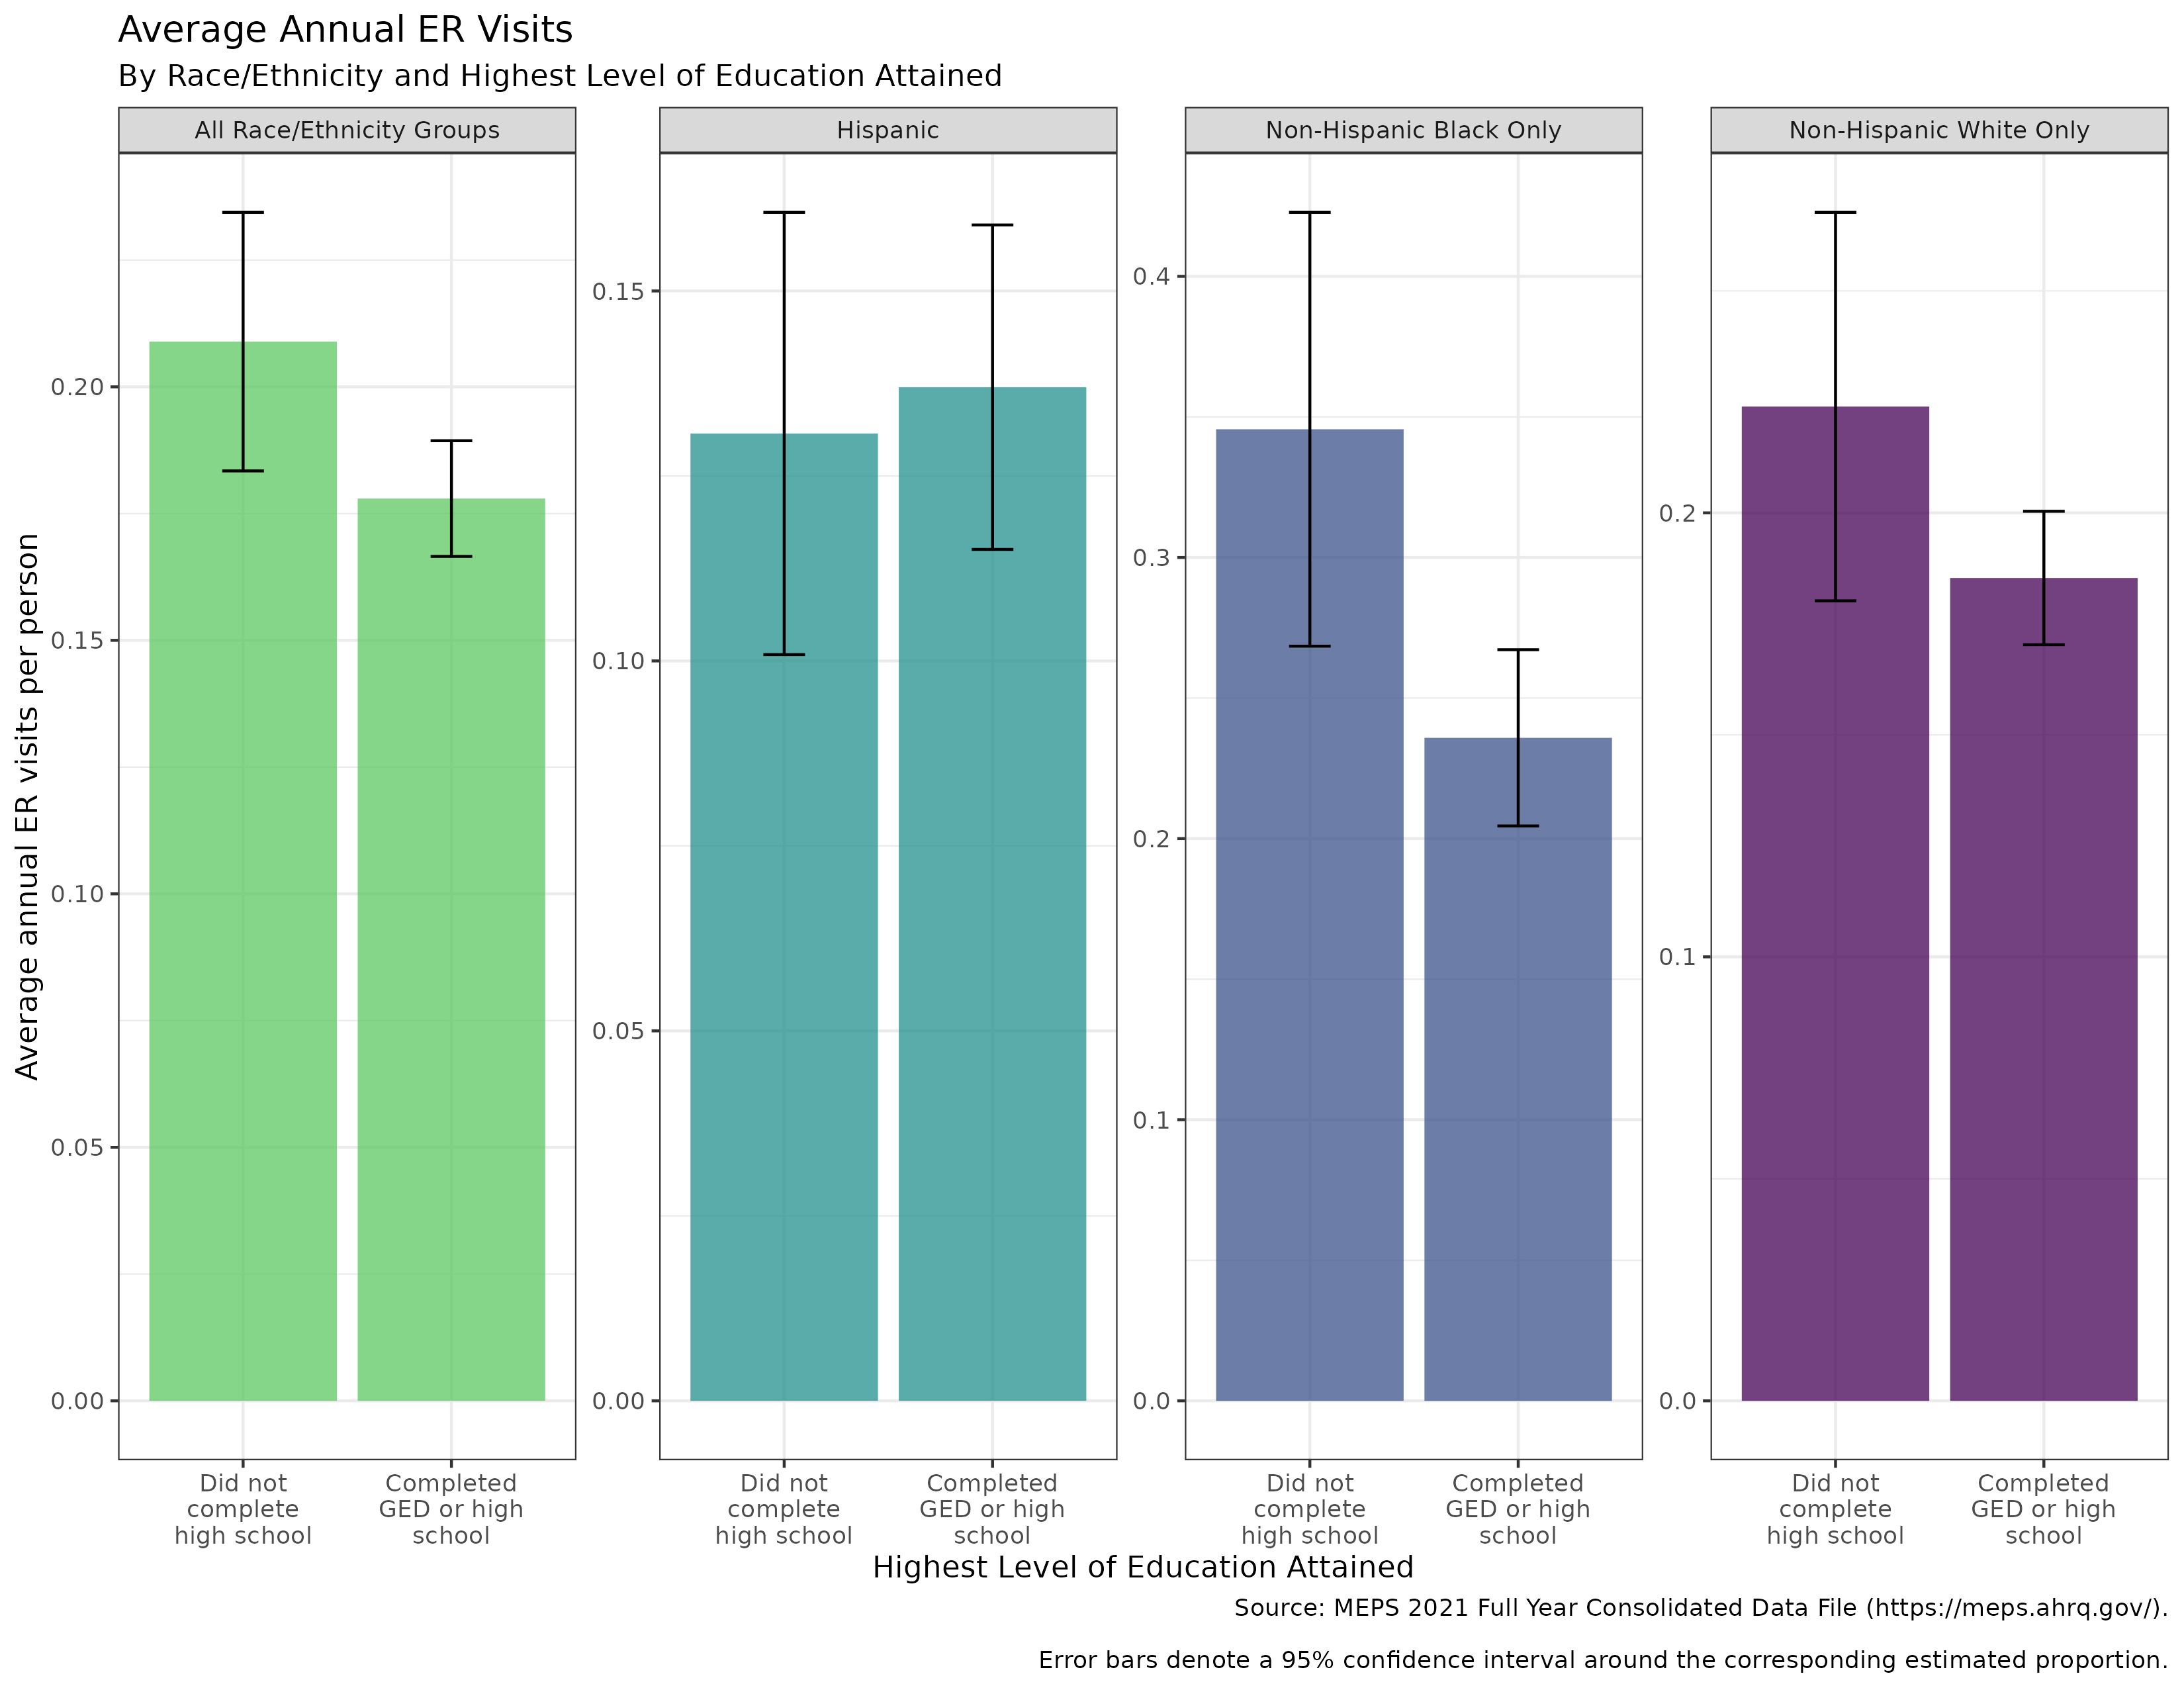 Average Annual ER Visits
By Race/Ethnicity and Highest Level of Education Attained
All Race/Ethnicity Groups
Hispanic
Non-Hispanic Black Only
Non-Hispanic White Only
Average annual ER visits per person
0.20
0.15
0.10
0.05
0.00
0.15
0.10
0.05
0.00
0.4
0.3
0.2
0.1
0.0
0.2
0.1
0.0
Did not
complete
high school
Completed
GED or high
school
Did not
complete
high school
Completed
GED or high
school
Did not
complete
high school
Completed
GED or high
school
Did not
complete
high school
Completed
GED or high
school
Highest Level of Education Attained
Source: MEPS 2021 Full Year Consolidated Data File (https://meps.ahrq.gov/).
Error bars denote a 95% confidence interval around the corresponding estimated proportion.